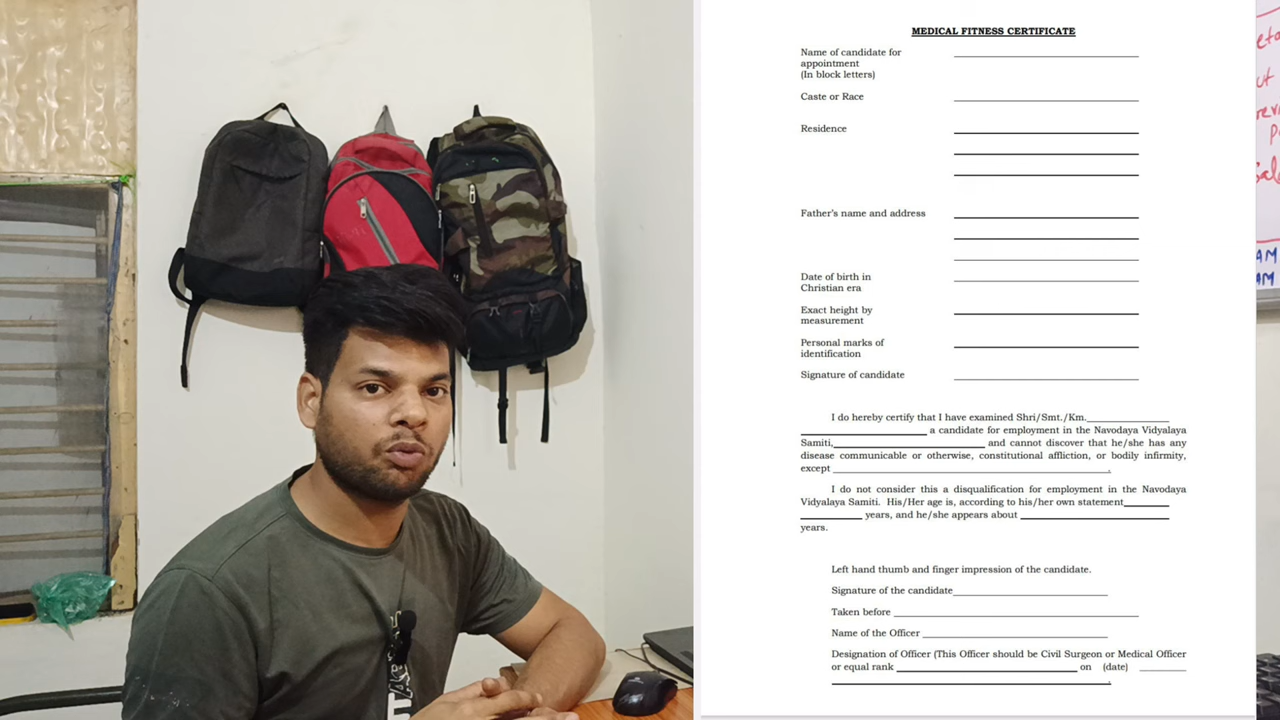 MEDICAL FITNESS CERTIFICATE
Name of candidate for
appointment
(In block letters)
Caste or Race
Residence
Father's name and address
Date of birth in
Christian era
Exact height by
measurement
Personal marks of
identification
Signature of candidate
I do hereby certify that I have examined Shri/Smt./Km.
a candidate for employment in the Navodaya Vidyalaya
Samiti, and cannot discover that he/she has any
disease communicable or otherwise, constitutional affliction, or bodily infirmity,
except .
I do not consider this a disqualification for employment in the Navodaya
Vidyalaya Samiti. His/Her age is, according to his/her own statement
years, and he/she appears about
years.
Left hand thumb and finger impression of the candidate.
Signature of the candidate
Taken before
Name of the Officer
Designation of Officer (This Officer should be Civil Surgeon or Medical Officer
or equal rank on (date)
.
AM
AM